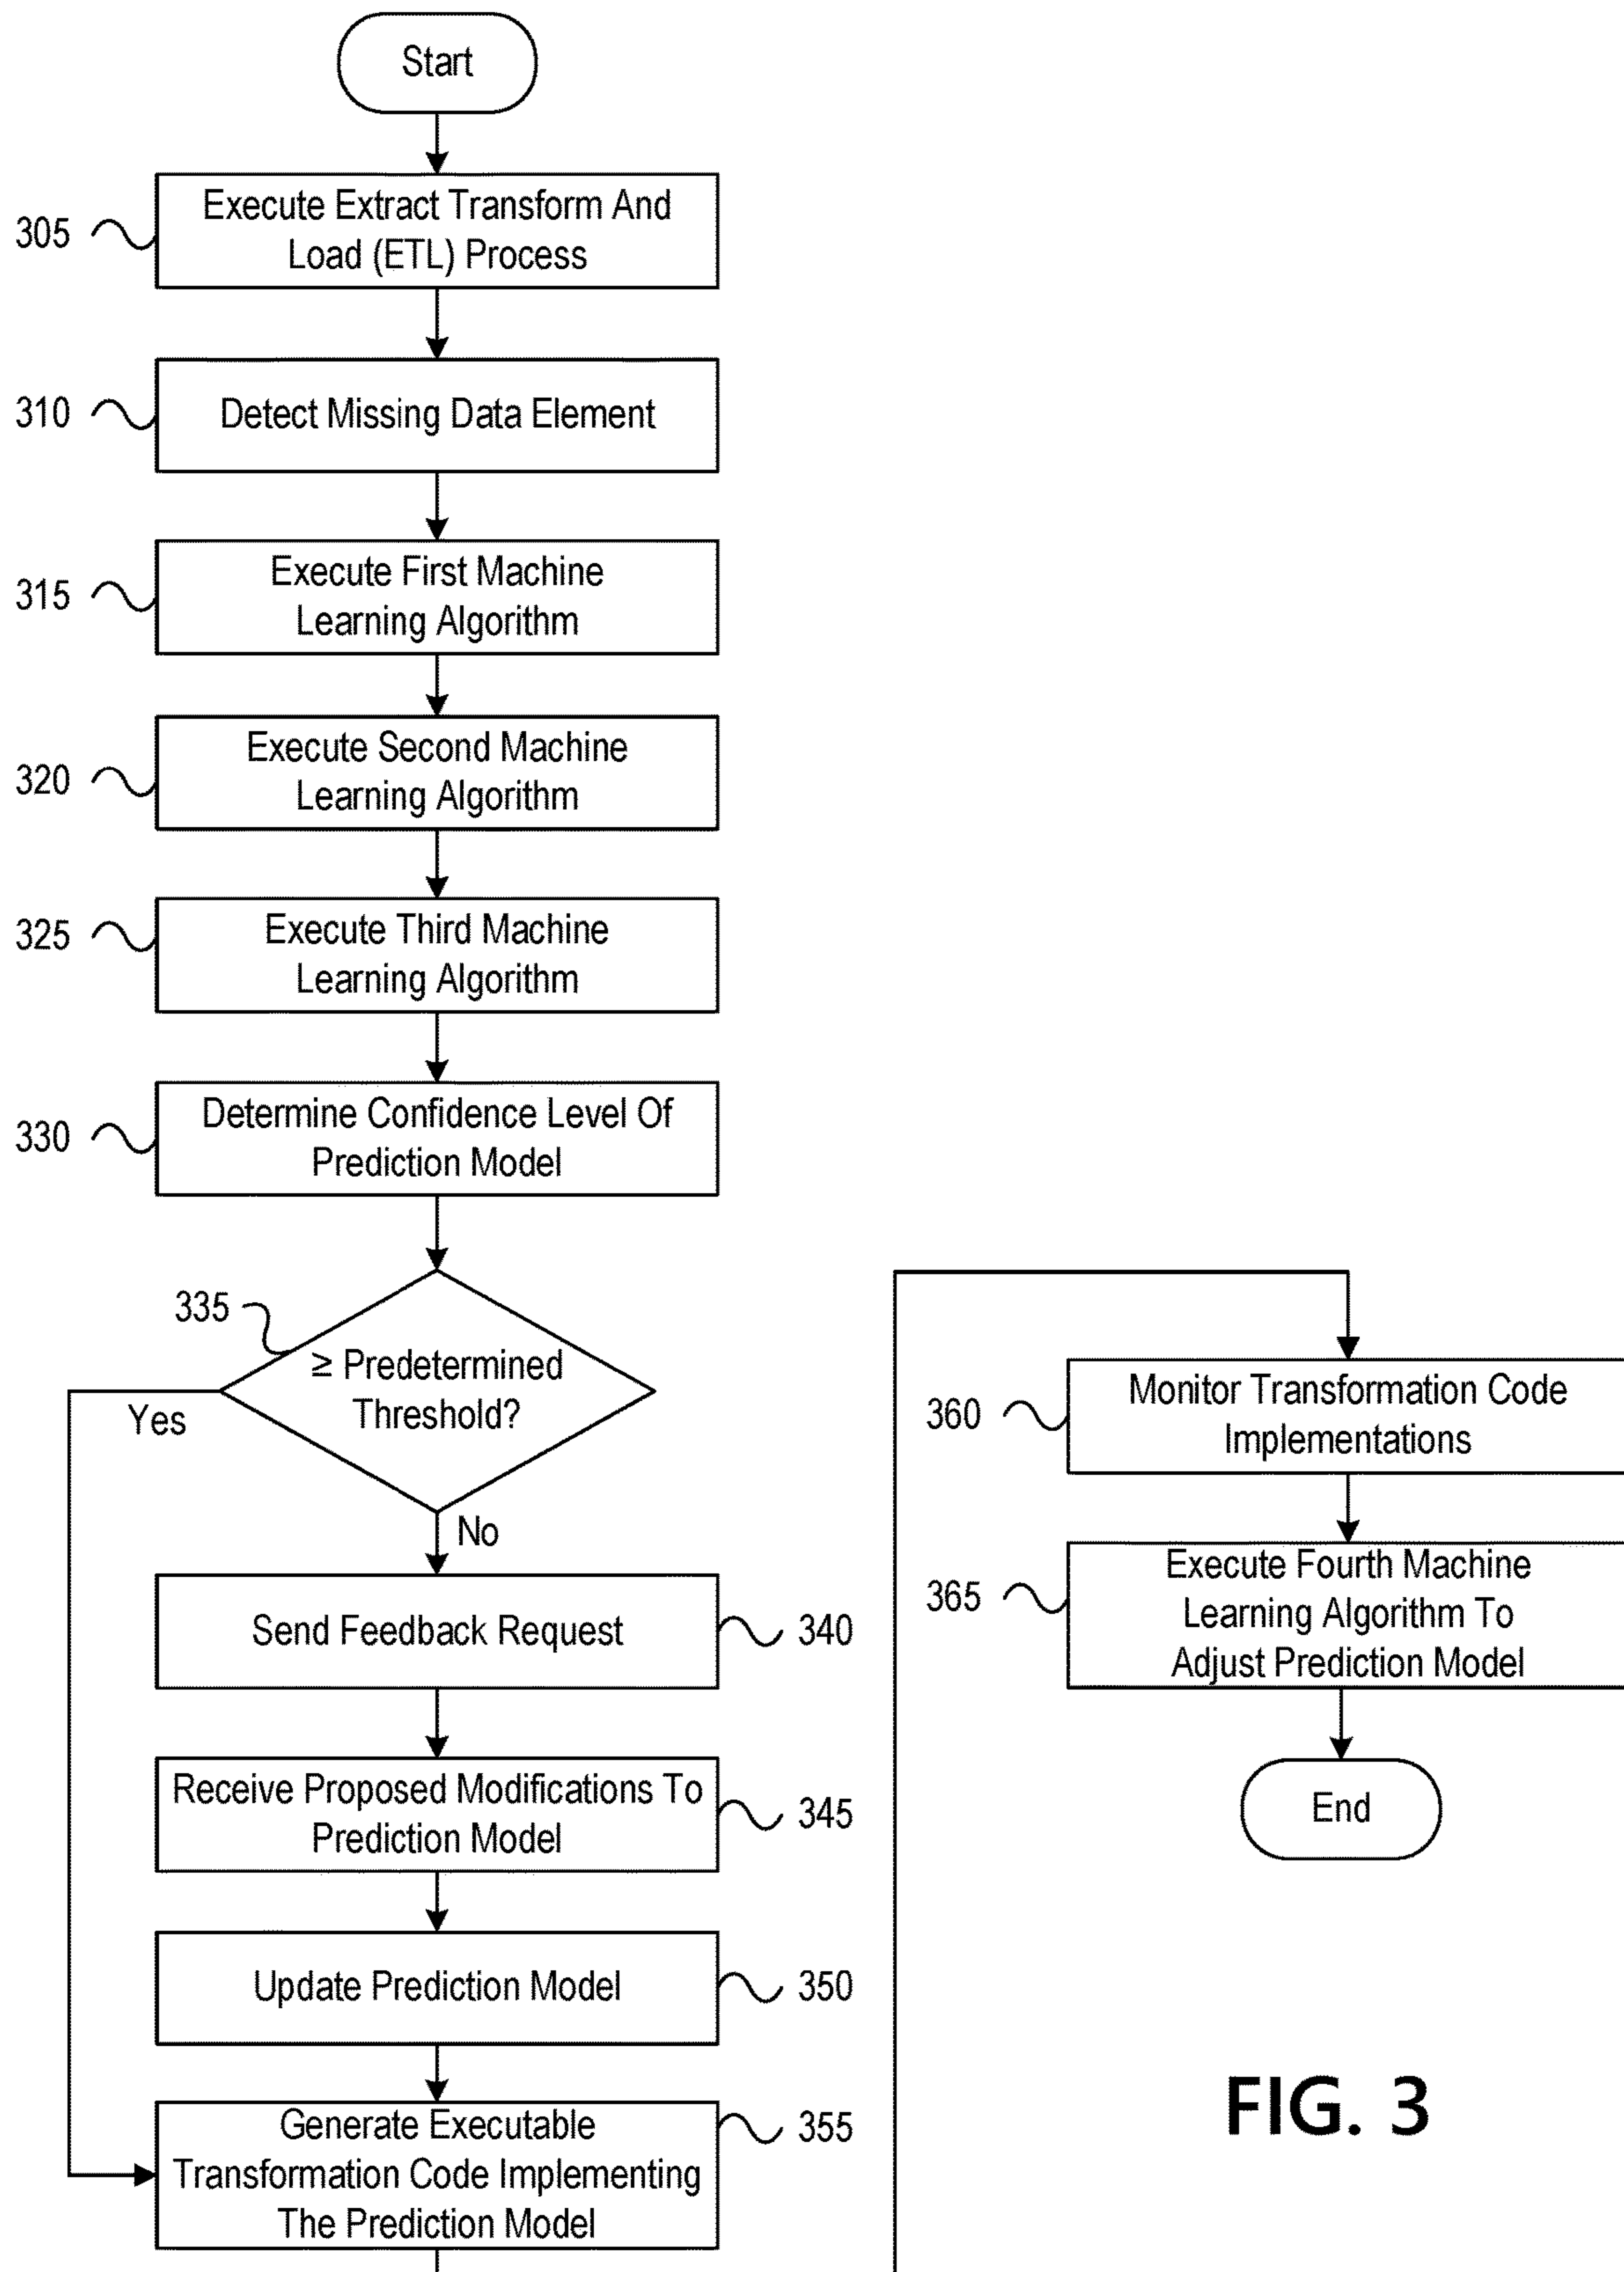 Start
305
Execute Extract Transform And
Load (ETL) Process
310
Detect Missing Data Element
315
Execute First Machine
Learning Algorithm
320
Execute Second Machine
Learning Algorithm
325
Execute Third Machine
Learning Algorithm
330
Determine Confidence Level Of
Prediction Model
335
≥ Predetermined
Threshold?
Yes
No
Send Feedback Request
340
Receive Proposed Modifications To
Prediction Model
345
Update Prediction Model
350
Generate Executable
Transformation Code Implementing
The Prediction Model
355
360
Monitor Transformation Code
Implementations
365
Execute Fourth Machine
Learning Algorithm To
Adjust Prediction Model
End
FIG. 3